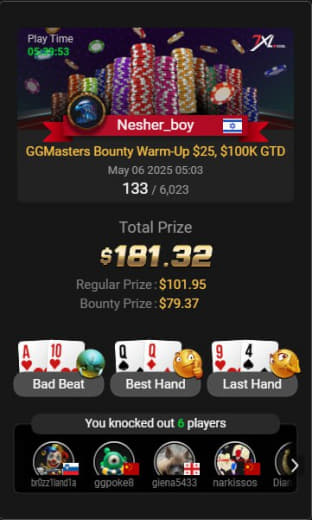 Play Time
05:39:53
7XL
Nesher_boy
GGMasters Bounty Warm-Up $25, $100K GTD
May 06 2025 05:03
133 / 6,023
Total Prize
$181.32
Regular Prize : $101.95
Bounty Prize : $79.37
A 10 Q Q 9 4
Bad Beat Best Hand Last Hand
You knocked out 6 players
br0zz1land1a ggpoke8 giena5433 narkissos Dian